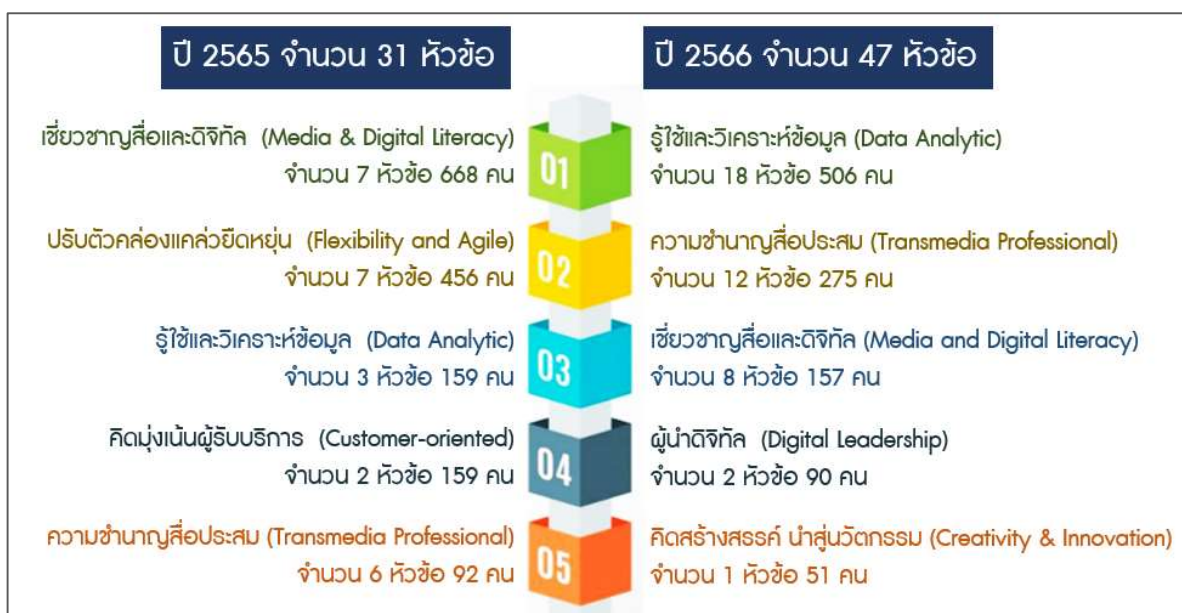 ปี 2565 จำนวน 31 หัวข้อ
เชี่ยวชาญสื่อและดิจิทัล (Media & Digital Literacy)
จำนวน 7 หัวข้อ 668 คน
ปรับตัวคล่องแคล่วยืดหยุ่น (Flexibility and Agile)
จำนวน 7 หัวข้อ 456 คน
รู้ใช้และวิเคราะห์ข้อมูล (Data Analytic)
จำนวน 3 หัวข้อ 159 คน
คิดมุ่งเน้นผู้รับบริการ (Customer-oriented)
จำนวน 2 หัวข้อ 159 คน
ความชำนาญสื่อประสม (Transmedia Professional)
จำนวน 6 หัวข้อ 92 คน
01
02
03
04
05
ปี 2566 จำนวน 47 หัวข้อ
รู้ใช้และวิเคราะห์ข้อมูล (Data Analytic)
จำนวน 18 หัวข้อ 506 คน
ความชำนาญสื่อประสม (Transmedia Professional)
จำนวน 12 หัวข้อ 275 คน
เชี่ยวชาญสื่อและดิจิทัล (Media and Digital Literacy)
จำนวน 8 หัวข้อ 157 คน
ผู้นำดิจิทัล (Digital Leadership)
จำนวน 2 หัวข้อ 90 คน
คิดสร้างสรรค์ นำสู่นวัตกรรม (Creativity & Innovation)
จำนวน 1 หัวข้อ 51 คน